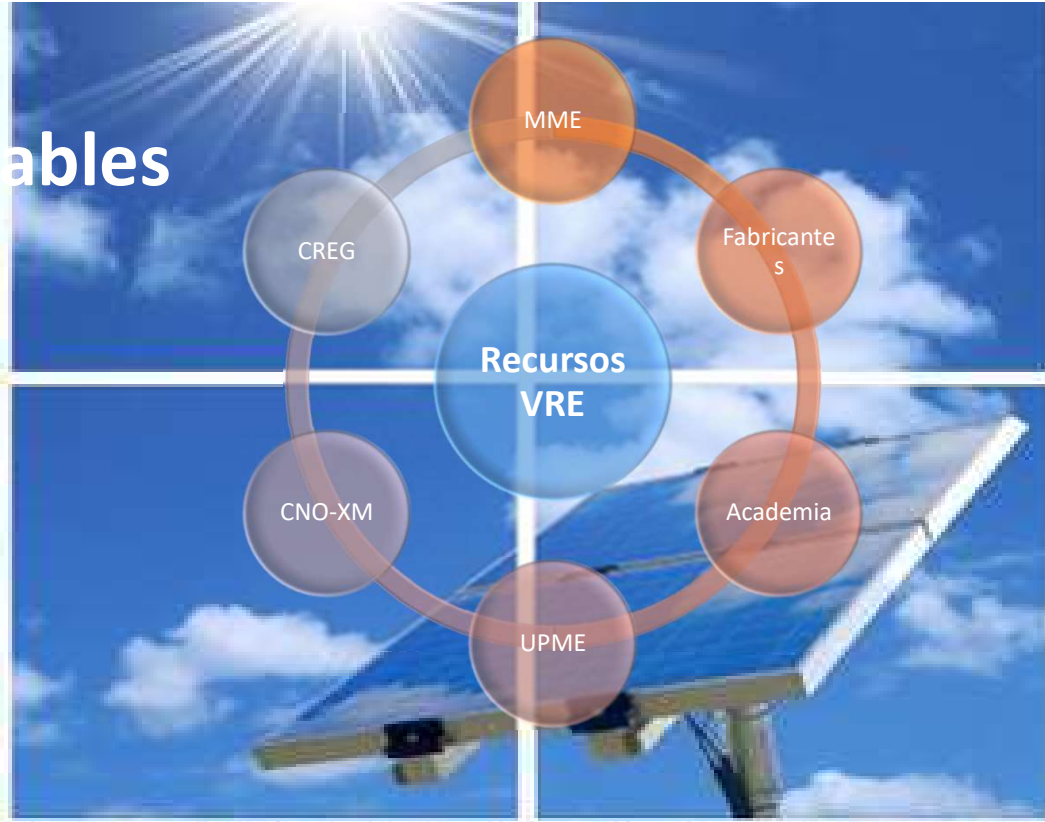 ables
MME
CREG
Fabricante
s
Recursos
VRE
CNO-XM
Academia
UPME